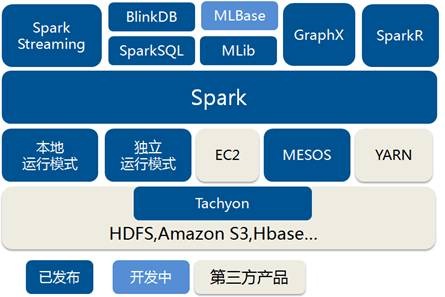 Spark
Streaming
BlinkDB
MLBase
SparkSQL
MLib
GraphX
SparkR
Spark
本地
运行模式
独立
运行模式
EC2
MESOS
YARN
Tachyon
HDFS,Amazon S3,Hbase...
已发布
开发中
第三方产品